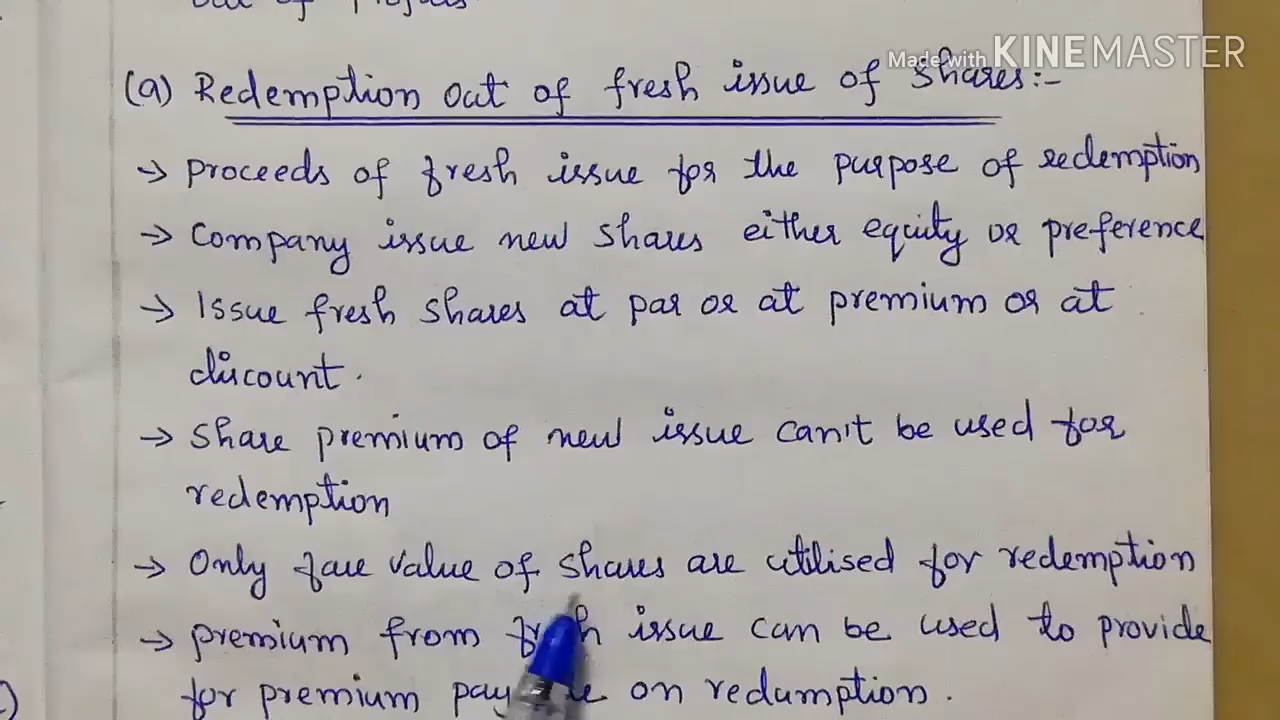 out of Profits
Made with KINEMASTER
(a) Redemption out of fresh issue of shares:-
→ proceeds of fresh issue for the purpose of redemption
→ Company issue new shares either equity or preference
→ Issue fresh shares at par or at premium or at
discount.
→ Share premium of new issue can't be used for
redemption
→ Only face value of shares are utilised for redemption
→ premium from issue can be used to provide
for premium on redumption.